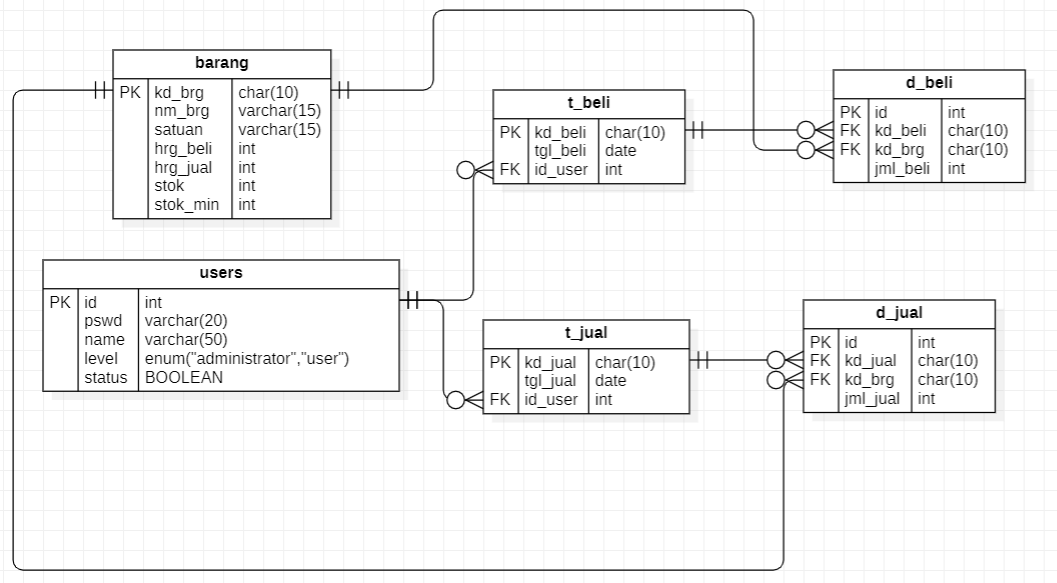 barang
PK kd_brg char(10)
nm_brg varchar(15)
satuan varchar(15)
hrg_beli int
hrg_jual int
stok int
stok_min int
t_beli
PK kd_beli char(10)
tgl_beli date
FK id_user int
d_beli
PK id int
FK kd_beli char(10)
FK kd_brg char(10)
jml_beli int
users
PK id int
pswd varchar(20)
name varchar(50)
level enum("administrator","user")
status BOOLEAN
t_jual
PK kd_jual char(10)
tgl_jual date
FK id_user int
d_jual
PK id int
FK kd_jual char(10)
FK kd_brg char(10)
jml_jual int